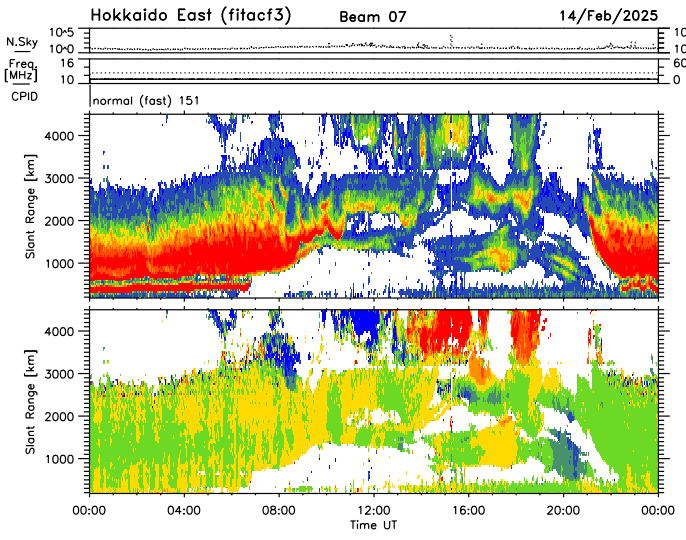 Hokkaido East (fitacf3) Beam 07 14/Feb/2025
N.Sky 10^5 10^0 10^5 10^0
Freq. [MHz] 16 10 60 0
CPID normal (fast) 151
Slant Range [km] 4000 3000 2000 1000
Slant Range [km] 4000 3000 2000 1000
00:00 04:00 08:00 12:00 16:00 20:00 00:00
Time UT